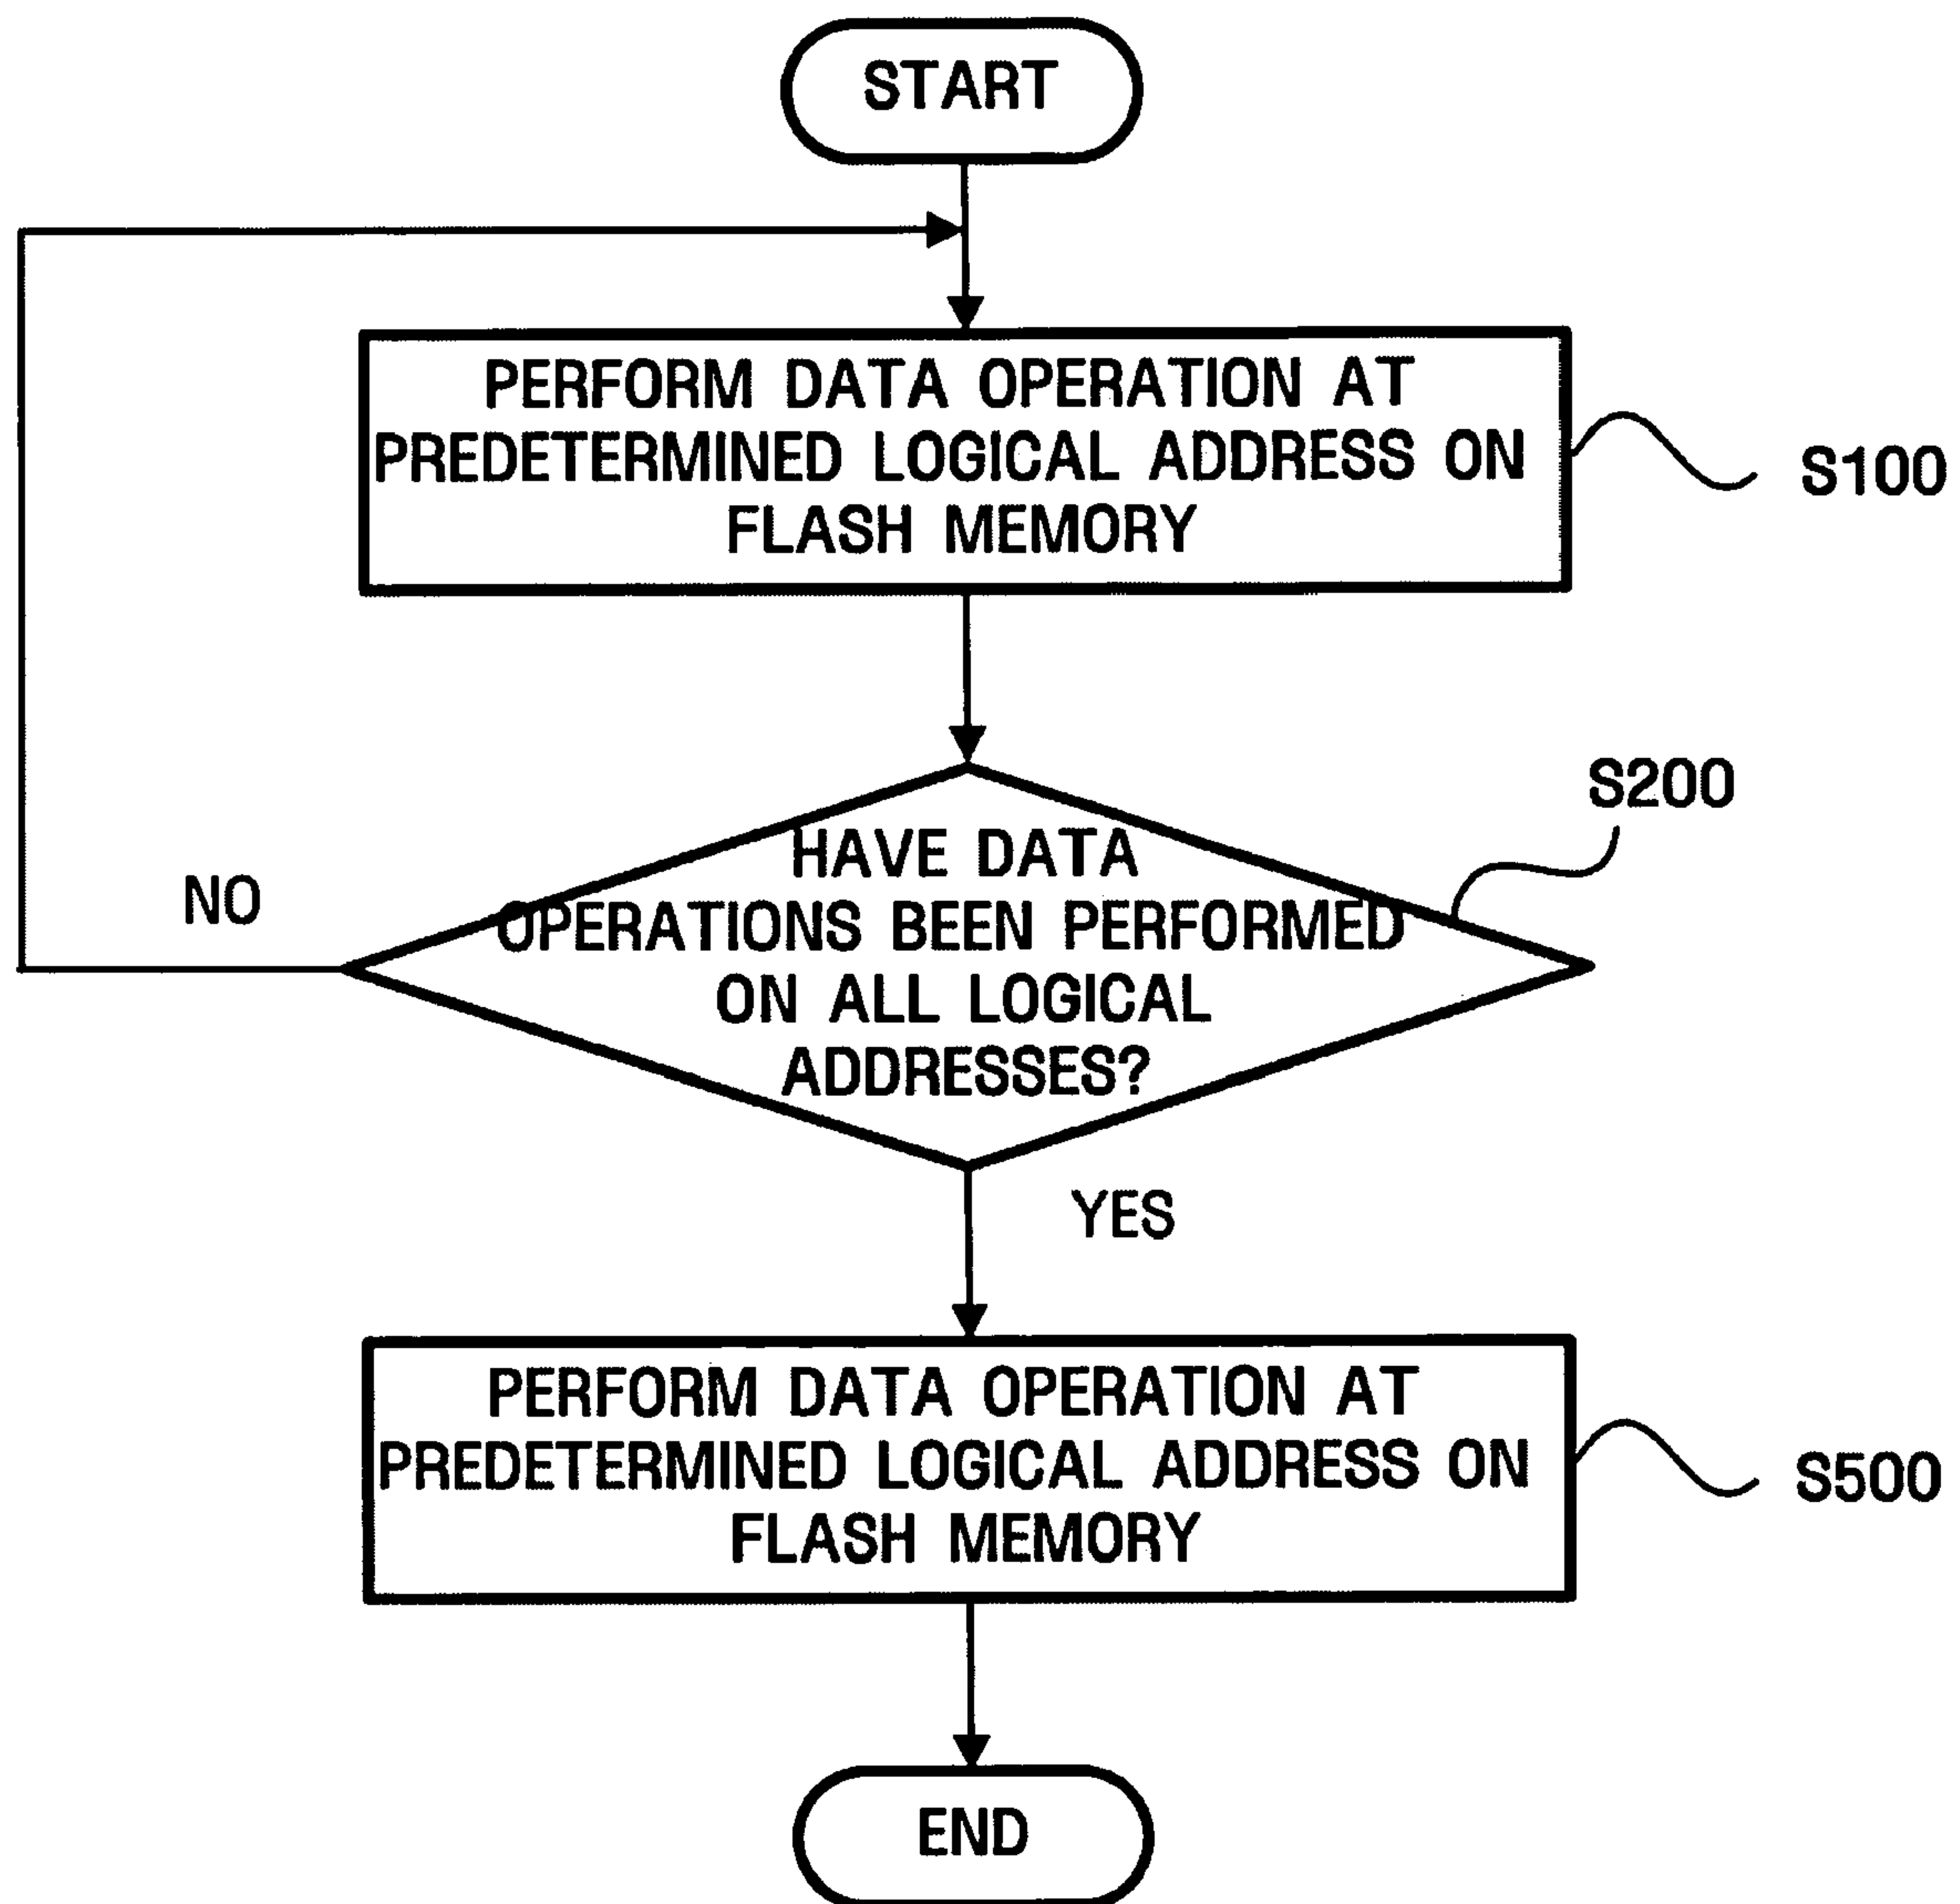 START
PERFORM DATA OPERATION AT
PREDETERMINED LOGICAL ADDRESS ON
FLASH MEMORY
S100
S200
HAVE DATA
OPERATIONS BEEN PERFORMED
ON ALL LOGICAL
ADDRESSES?
NO
YES
PERFORM DATA OPERATION AT
PREDETERMINED LOGICAL ADDRESS ON
FLASH MEMORY
S500
END